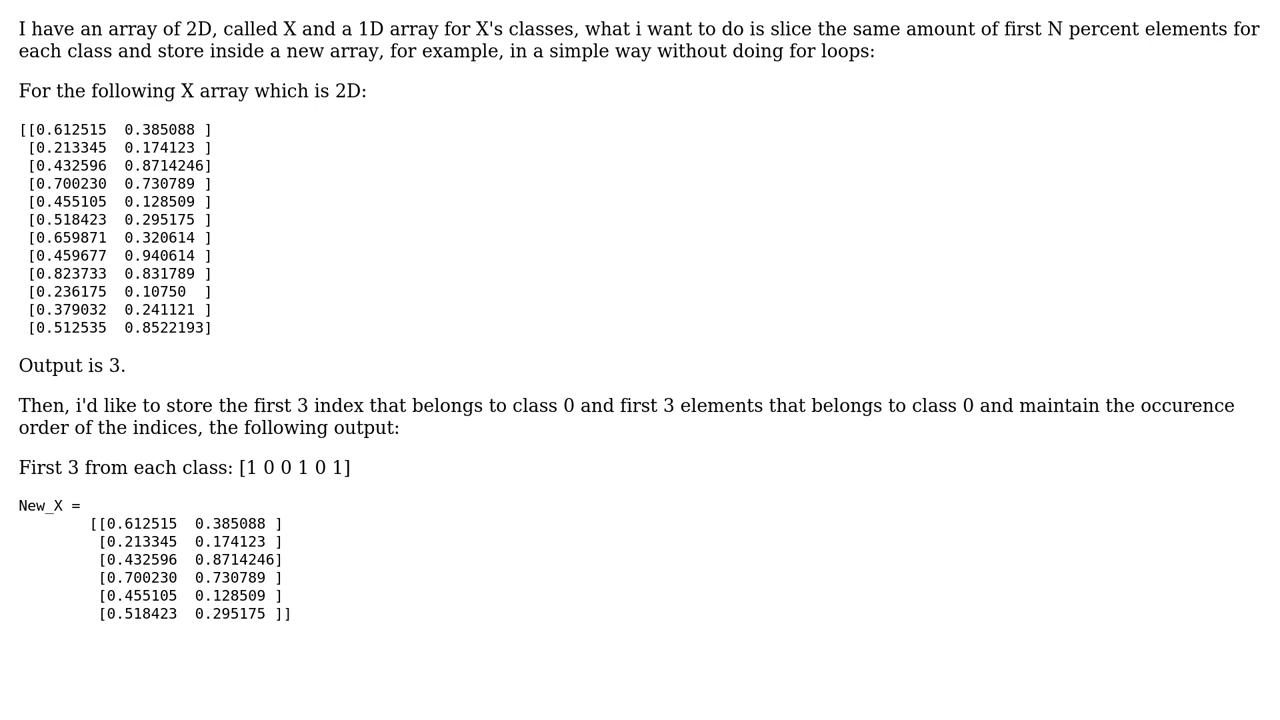 I have an array of 2D, called X and a 1D array for X's classes, what i want to do is slice the same amount of first N percent elements for
each class and store inside a new array, for example, in a simple way without doing for loops:
For the following X array which is 2D:
[[0.612515  0.385088 ]
 [0.213345  0.174123 ]
 [0.432596  0.8714246]
 [0.700230  0.730789 ]
 [0.455105  0.128509 ]
 [0.518423  0.295175 ]
 [0.659871  0.320614 ]
 [0.459677  0.940614 ]
 [0.823733  0.831789 ]
 [0.236175  0.10750  ]
 [0.379032  0.241121 ]
 [0.512535  0.8522193]
Output is 3.
Then, i'd like to store the first 3 index that belongs to class 0 and first 3 elements that belongs to class 0 and maintain the occurence
order of the indices, the following output:
First 3 from each class: [1 0 0 1 0 1]
New_X =
        [[0.612515  0.385088 ]
         [0.213345  0.174123 ]
         [0.432596  0.8714246]
         [0.700230  0.730789 ]
         [0.455105  0.128509 ]
         [0.518423  0.295175 ]]